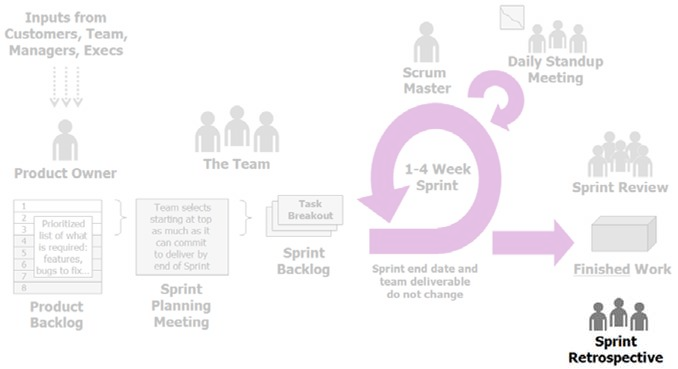 Inputs from
Customers, Team,
Managers, Execs
Product Owner
The Team
Scrum
Master
Daily Standup
Meeting
1-4 Week
Sprint
Sprint Review
1
2
3
4
5
6
7
8
Prioritized
list of what
is required:
features,
bugs to fix...
Product
Backlog
Team selects
starting at top
as much as it
can commit
to deliver by
end of Sprint
Sprint
Planning
Meeting
Task
Breakout
Sprint
Backlog
Sprint end date and
team deliverable
do not change
Finished Work
Sprint
Retrospective